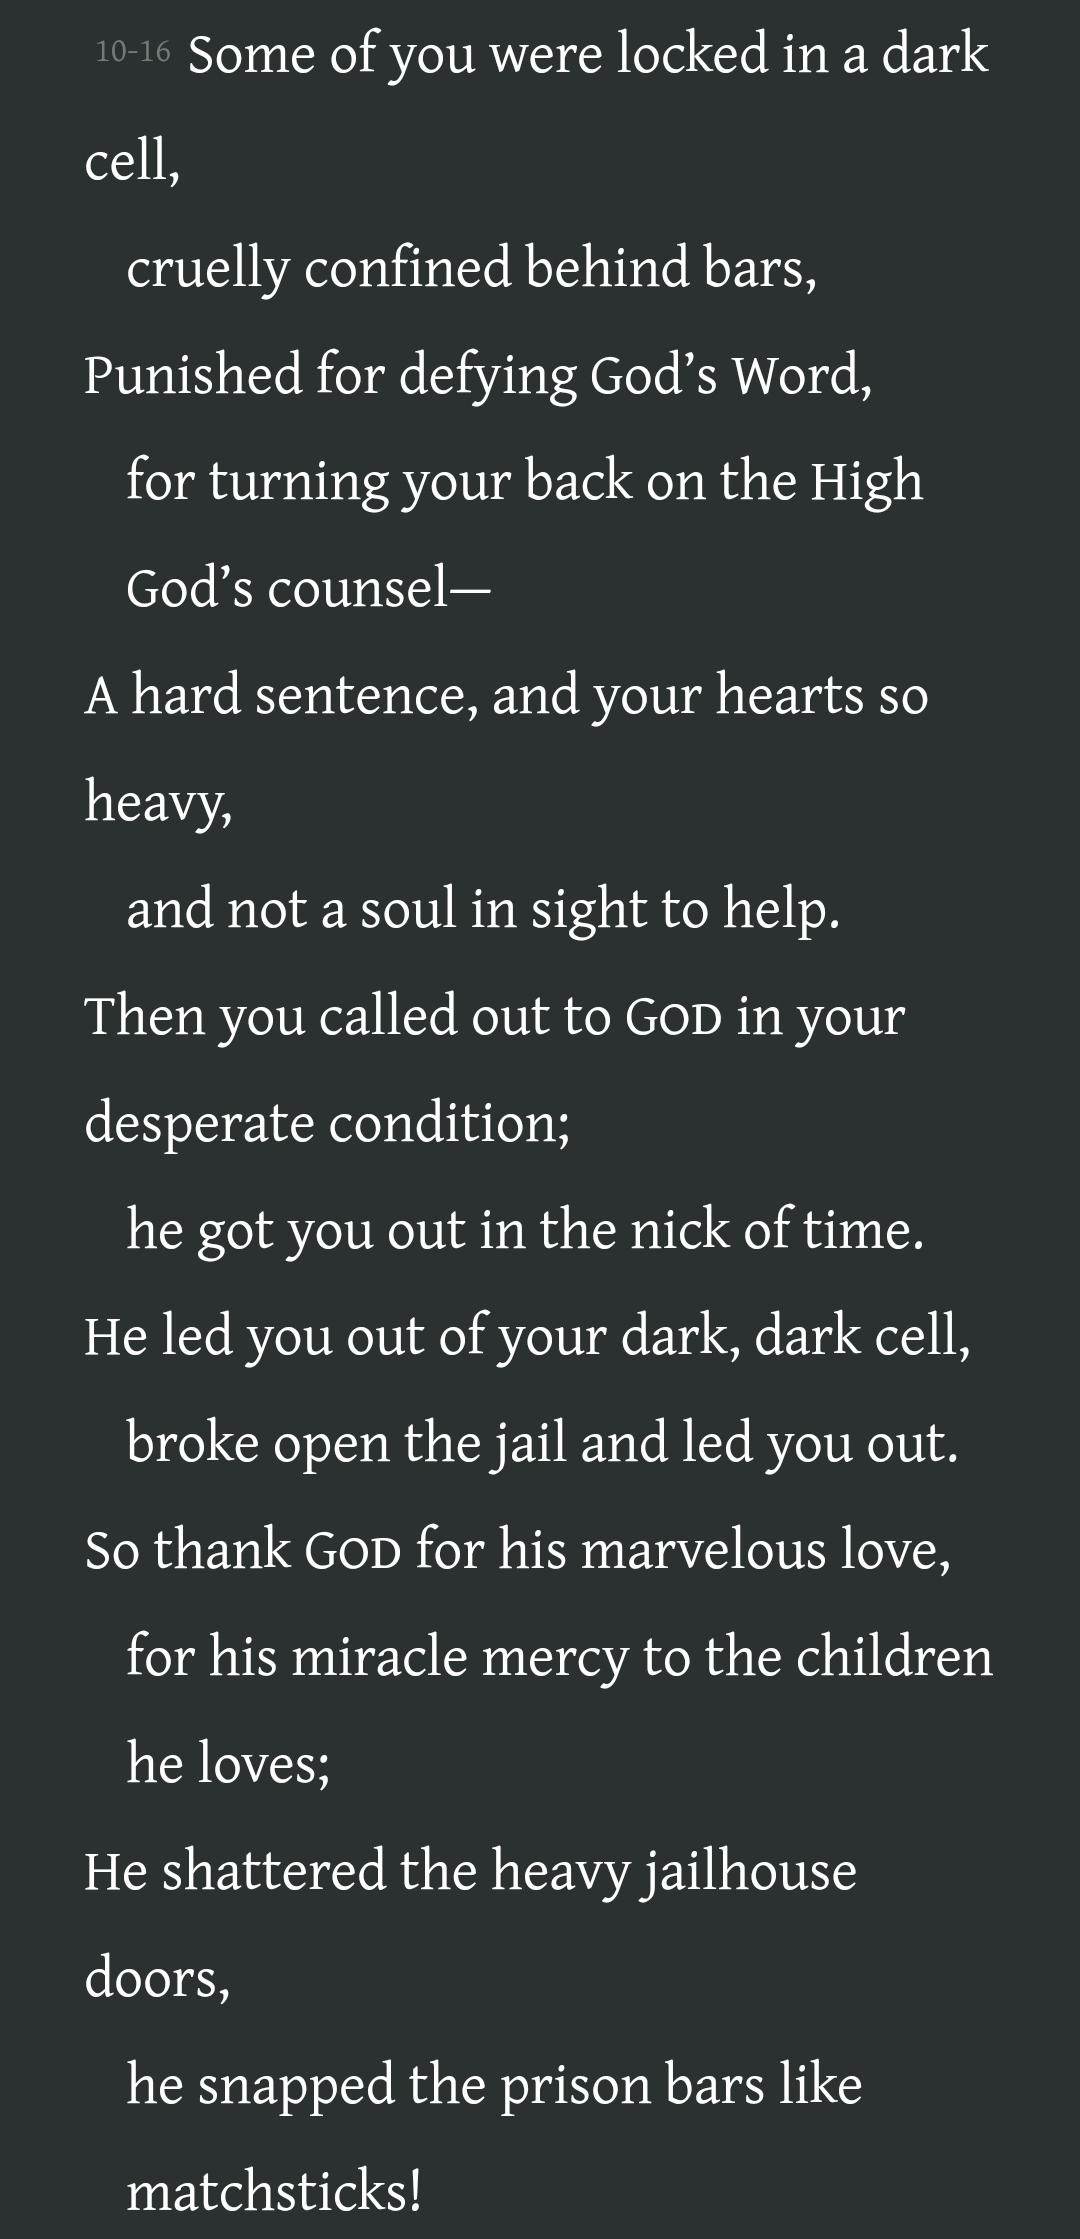 10-16 Some of you were locked in a dark
cell,
cruelly confined behind bars,
Punished for defying God’s Word,
for turning your back on the High
God’s counsel—
A hard sentence, and your hearts so
heavy,
and not a soul in sight to help.
Then you called out to GOD in your
desperate condition;
he got you out in the nick of time.
He led you out of your dark, dark cell,
broke open the jail and led you out.
So thank GOD for his marvelous love,
for his miracle mercy to the children
he loves;
He shattered the heavy jailhouse
doors,
he snapped the prison bars like
matchsticks!